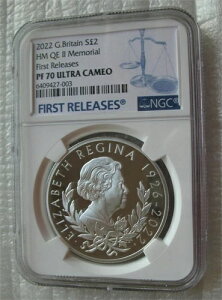 2022 G.Britain S£2
HM QE II Memorial
First Releases
PF 70 ULTRA CAMEO
6409427-003
FIRST RELEASES
NGC
ELIZABETH REGINA 1926-2022